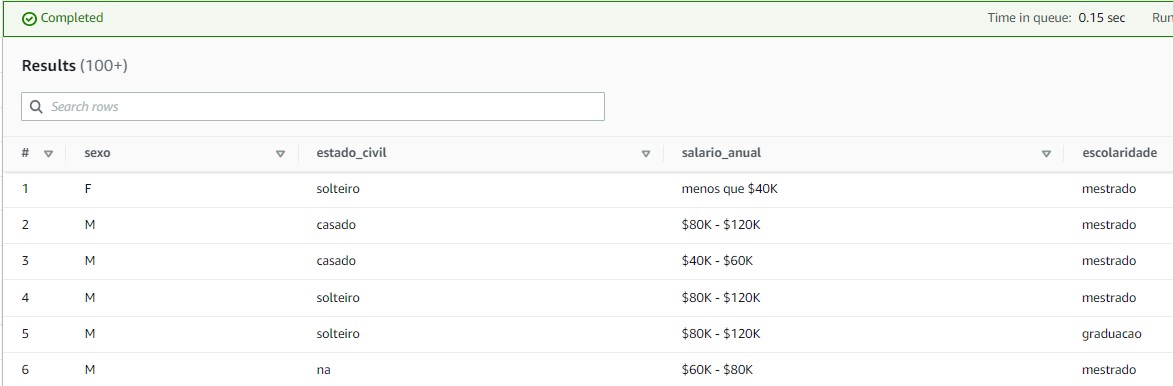 Completed Time in queue: 0.15 sec Run
Results (100+)
Search rows
# sexo estado_civil salario_anual escolaridade
1 F solteiro menos que $40K mestrado
2 M casado $80K - $120K mestrado
3 M casado $40K - $60K mestrado
4 M solteiro $80K - $120K mestrado
5 M solteiro $80K - $120K graduacao
6 M na $60K - $80K mestrado